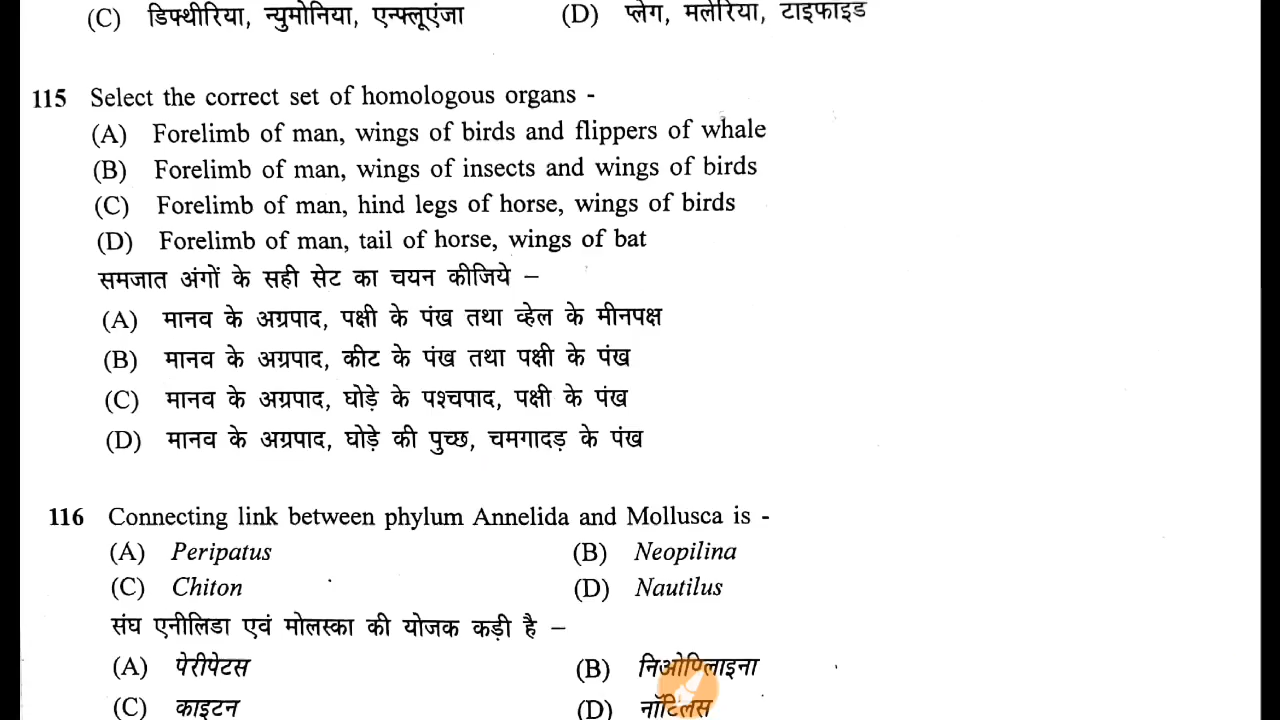 (C) डिफ्थीरिया, न्युमोनिया, एन्फ्लूएंजा (D) प्लेग, मलेरिया, टाइफाइड
115 Select the correct set of homologous organs -
(A) Forelimb of man, wings of birds and flippers of whale
(B) Forelimb of man, wings of insects and wings of birds
(C) Forelimb of man, hind legs of horse, wings of birds
(D) Forelimb of man, tail of horse, wings of bat
समजात अंगों के सही सेट का चयन कीजिये –
(A) मानव के अग्रपाद, पक्षी के पंख तथा व्हेल के मीनपक्ष
(B) मानव के अग्रपाद, कीट के पंख तथा पक्षी के पंख
(C) मानव के अग्रपाद, घोड़े के पश्चपाद, पक्षी के पंख
(D) मानव के अग्रपाद, घोड़े की पुच्छ, चमगादड़ के पंख
116 Connecting link between phylum Annelida and Mollusca is -
(A) Peripatus (B) Neopilina
(C) Chiton (D) Nautilus
संघ एनीलिडा एवं मोलस्का की योजक कड़ी है –
(A) पेरीपेटस (B) निओपिलाइना
(C) काइटन (D) नॉटिलस